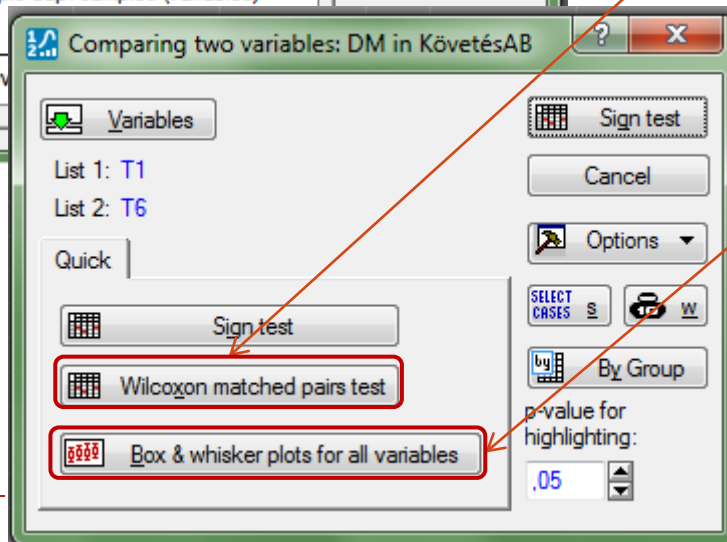 Comparing two variables: DM in KövetésAB
Variables
List 1: T1
List 2: T6
Quick
Sign test
Wilcoxon matched pairs test
Box & whisker plots for all variables
Sign test
Cancel
Options
SELECT CASES S
W
By Group
p-value for
highlighting:
,05